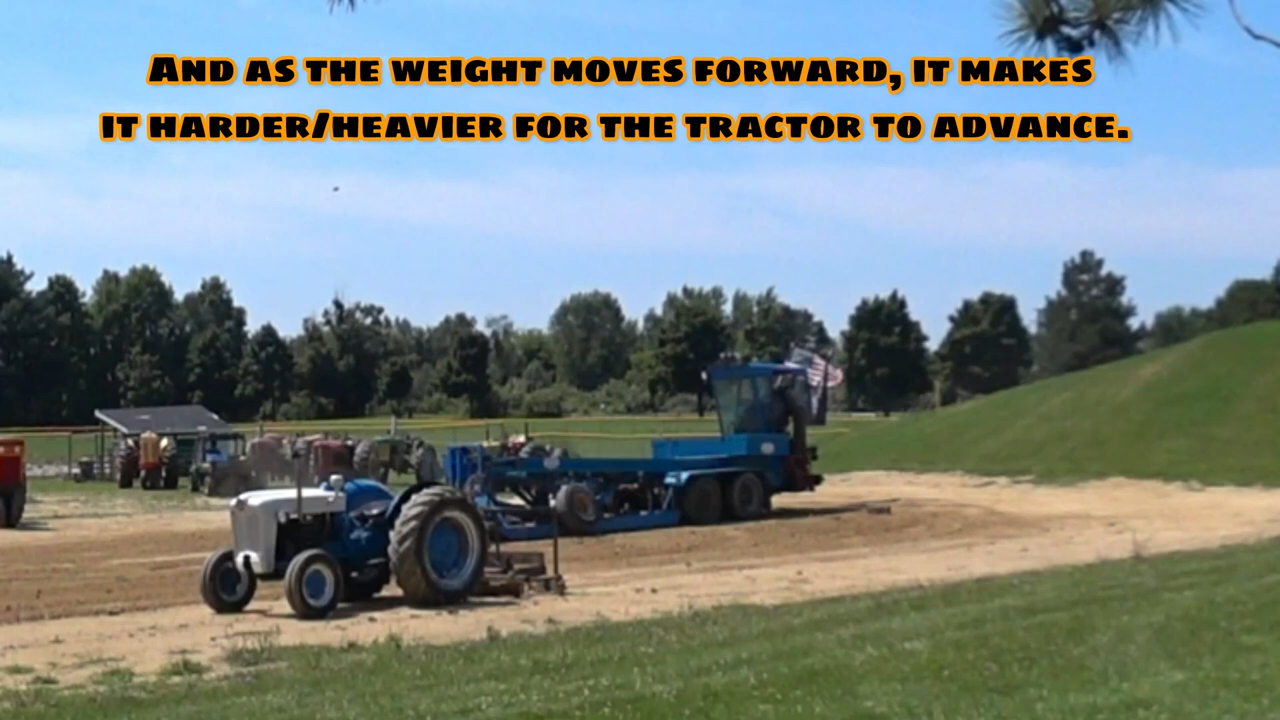 And as the weight moves forward, it makes
it harder/heavier for the tractor to advance.